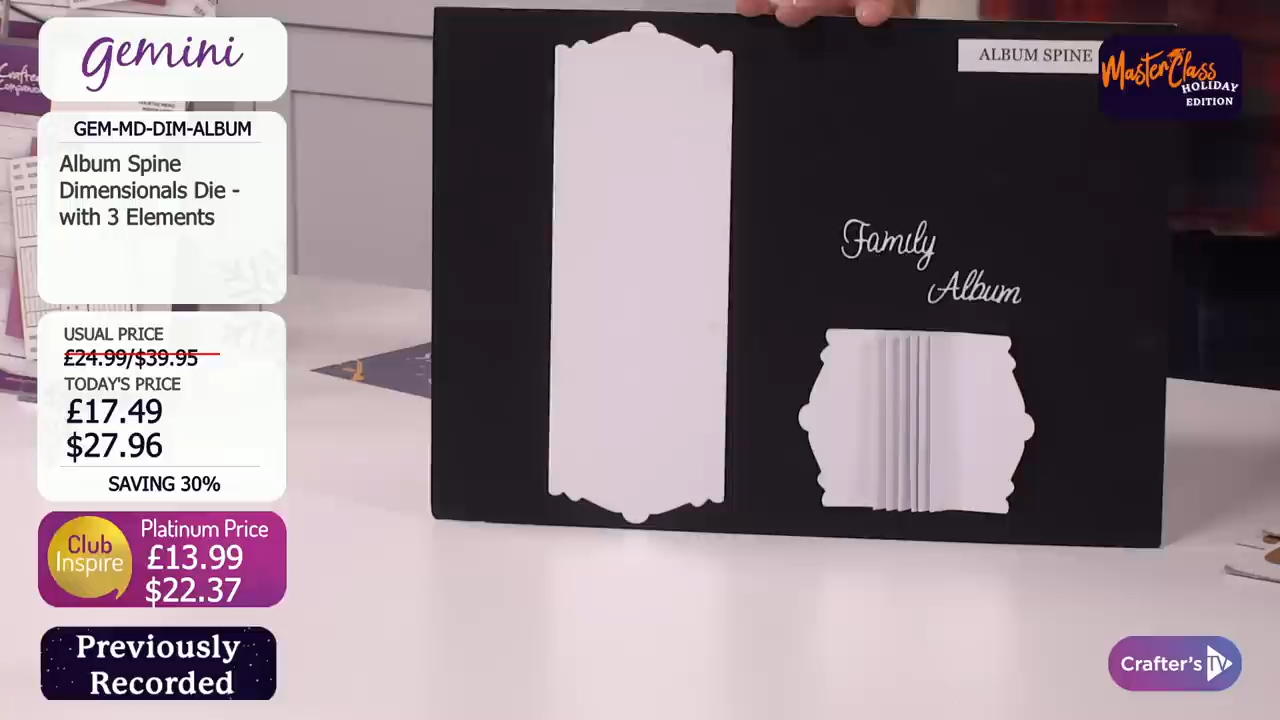 gemini
GEM-MD-DIM-ALBUM
Album Spine
Dimensionals Die -
with 3 Elements
USUAL PRICE
£24.99/$39.95
TODAY'S PRICE
£17.49
$27.96
SAVING 30%
Club
Inspire
Platinum Price
£13.99
$22.37
Previously
Recorded
ALBUM SPINE
MasterClass
HOLIDAY
EDITION
Family
Album
Crafter's TV